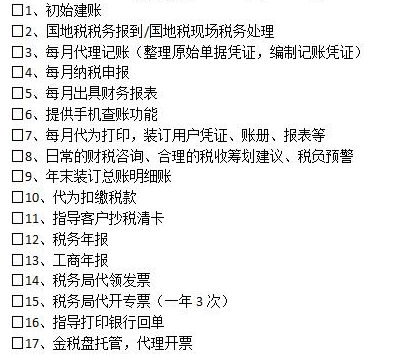 □1、初始建账
□2、国地税税务报到/国地税现场税务处理
□3、每月代理记账（整理原始单据凭证，编制记账凭证）
□4、每月纳税申报
□5、每月出具财务报表
□6、提供手机查账功能
□7、每月代为打印，装订用户凭证、账册、报表等
□8、日常的财税咨询、合理的税收筹划建议、税负预警
□9、年末装订总账明细账
□10、代为扣缴税款
□11、指导客户抄税清卡
□12、税务年报
□13、工商年报
□14、税务局代领发票
□15、税务局代开专票（一年 3 次）
□16、指导打印银行回单
□17、金税盘托管，代理开票